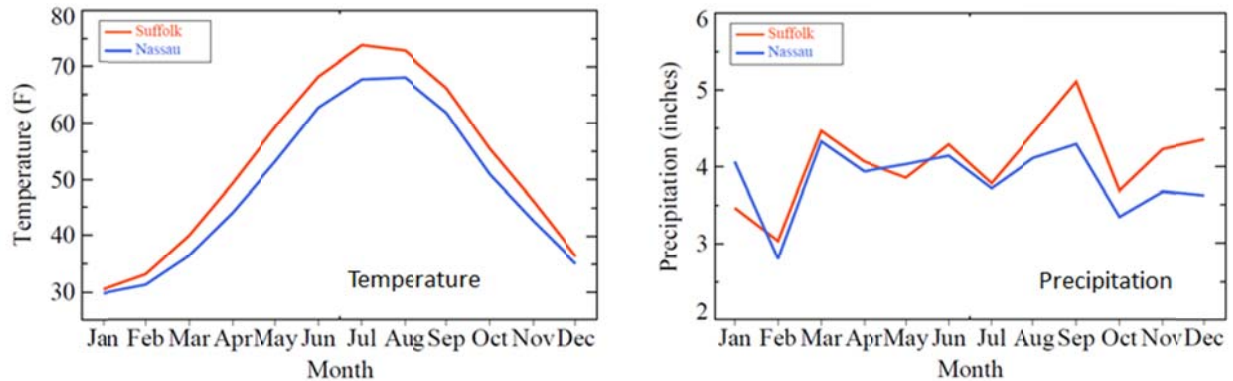 80
70
60
50
40
30
Temperature (F)
Suffolk
Nassau
Temperature
Jan Feb Mar Apr May Jun Jul Aug Sep Oct Nov Dec
Month
6
5
4
3
2
Precipitation (inches)
Suffolk
Nassau
Precipitation
Jan Feb Mar Apr May Jun Jul Aug Sep Oct Nov Dec
Month